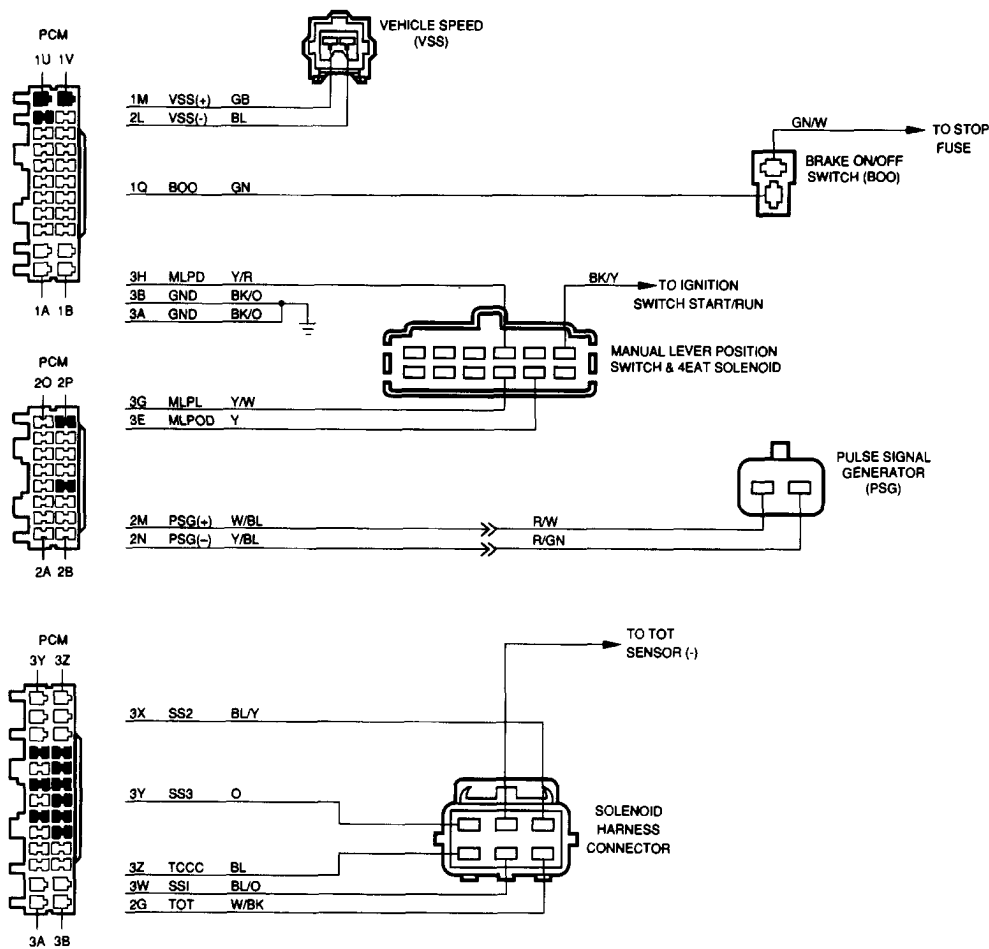 PCM
1U 1V
1A 1B
VEHICLE SPEED
(VSS)
1M VSS(+) GB
2L VSS(-) BL
GN/W
TO STOP
FUSE
BRAKE ON/OFF
SWITCH (BOO)
1Q BOO GN
3H MLPD Y/R
3B GND BK/O
3A GND BK/O
BK/Y
TO IGNITION
SWITCH START/RUN
MANUAL LEVER POSITION
SWITCH & 4EAT SOLENOID
PCM
2O 2P
2A 2B
3G MLPL Y/W
3E MLPOD Y
PULSE SIGNAL
GENERATOR
(PSG)
2M PSG(+) W/BL R/W
2N PSG(-) Y/BL R/GN
PCM
3Y 3Z
3A 3B
TO TOT
SENSOR (-)
3X SS2 BL/Y
3Y SS3 O
SOLENOID
HARNESS
CONNECTOR
3Z TCCC BL
3W SSI BL/O
2G TOT W/BK